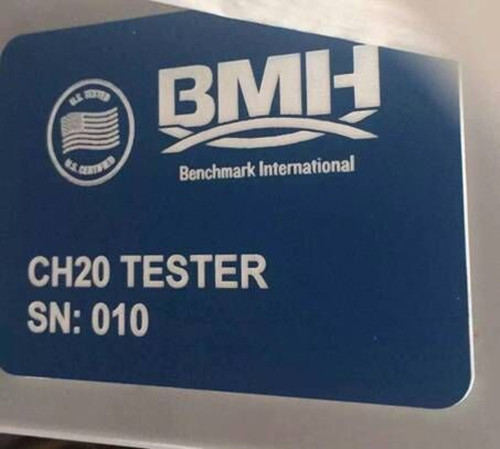 U.S. TESTED
U.S. CERTIFIED
BMH
Benchmark International
CH20 TESTER
SN: 010